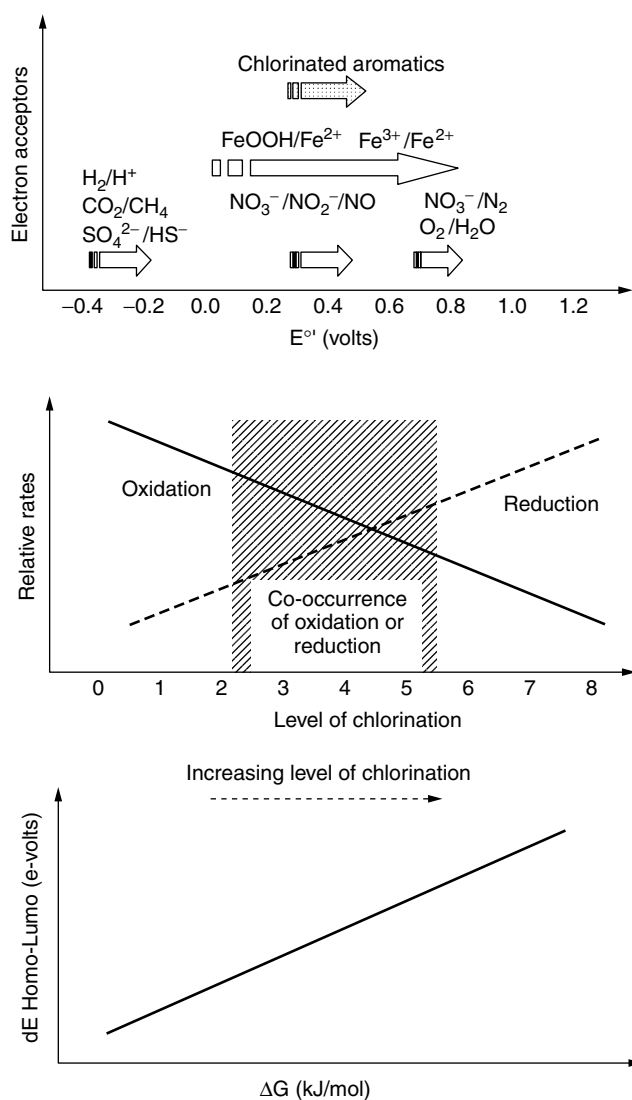 Electron acceptors
Chlorinated aromatics
FeOOH/Fe²⁺ Fe³⁺/Fe²⁺
H₂/H⁺
CO₂/CH₄
SO₄²⁻/HS⁻
NO₃⁻/NO₂⁻/NO
NO₃⁻/N₂
O₂/H₂O
−0.4 −0.2 0.0 0.2 0.4 0.6 0.8 1.0 1.2
E°' (volts)
Relative rates
Oxidation
Reduction
Co-occurrence
of oxidation or
reduction
0 1 2 3 4 5 6 7 8
Level of chlorination
Increasing level of chlorination
dE Homo-Lumo (e-volts)
ΔG (kJ/mol)